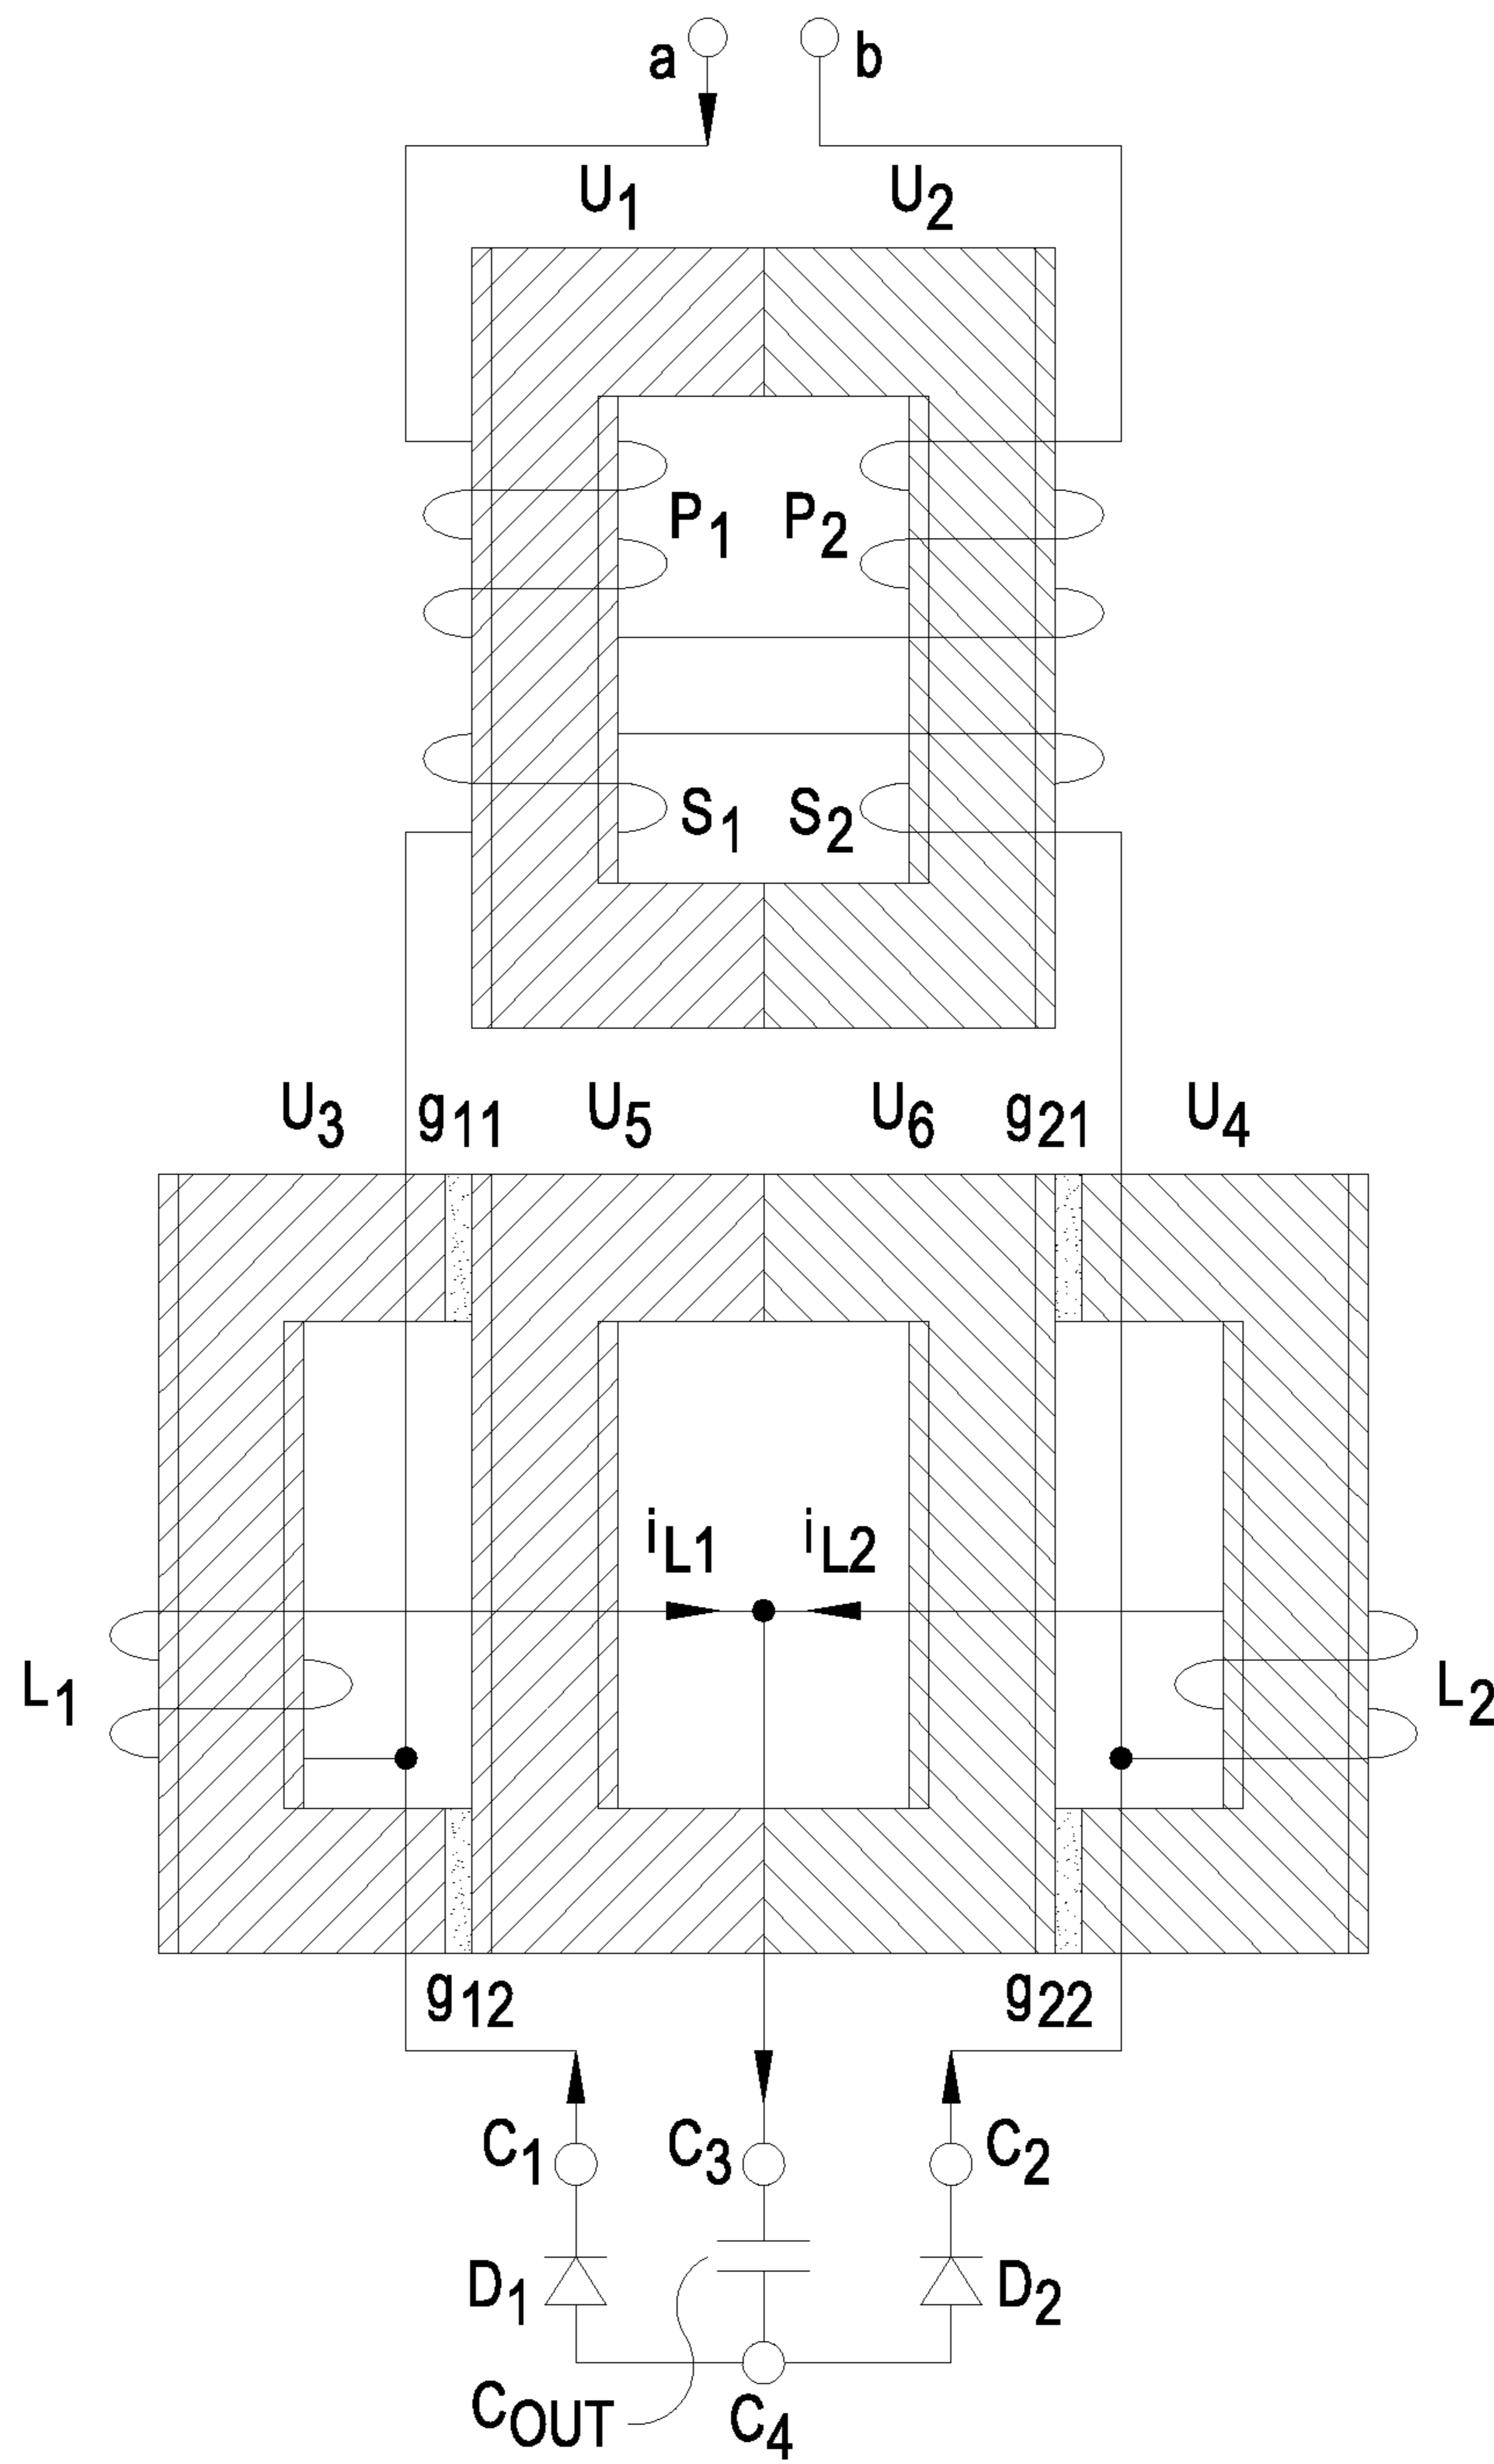 a b
U1 U2
P1 P2
S1 S2
U3 g11 U5 U6 g21 U4
iL1 iL2
L1 L2
g12 g22
C1 C3 C2
D1 D2
COUT C4